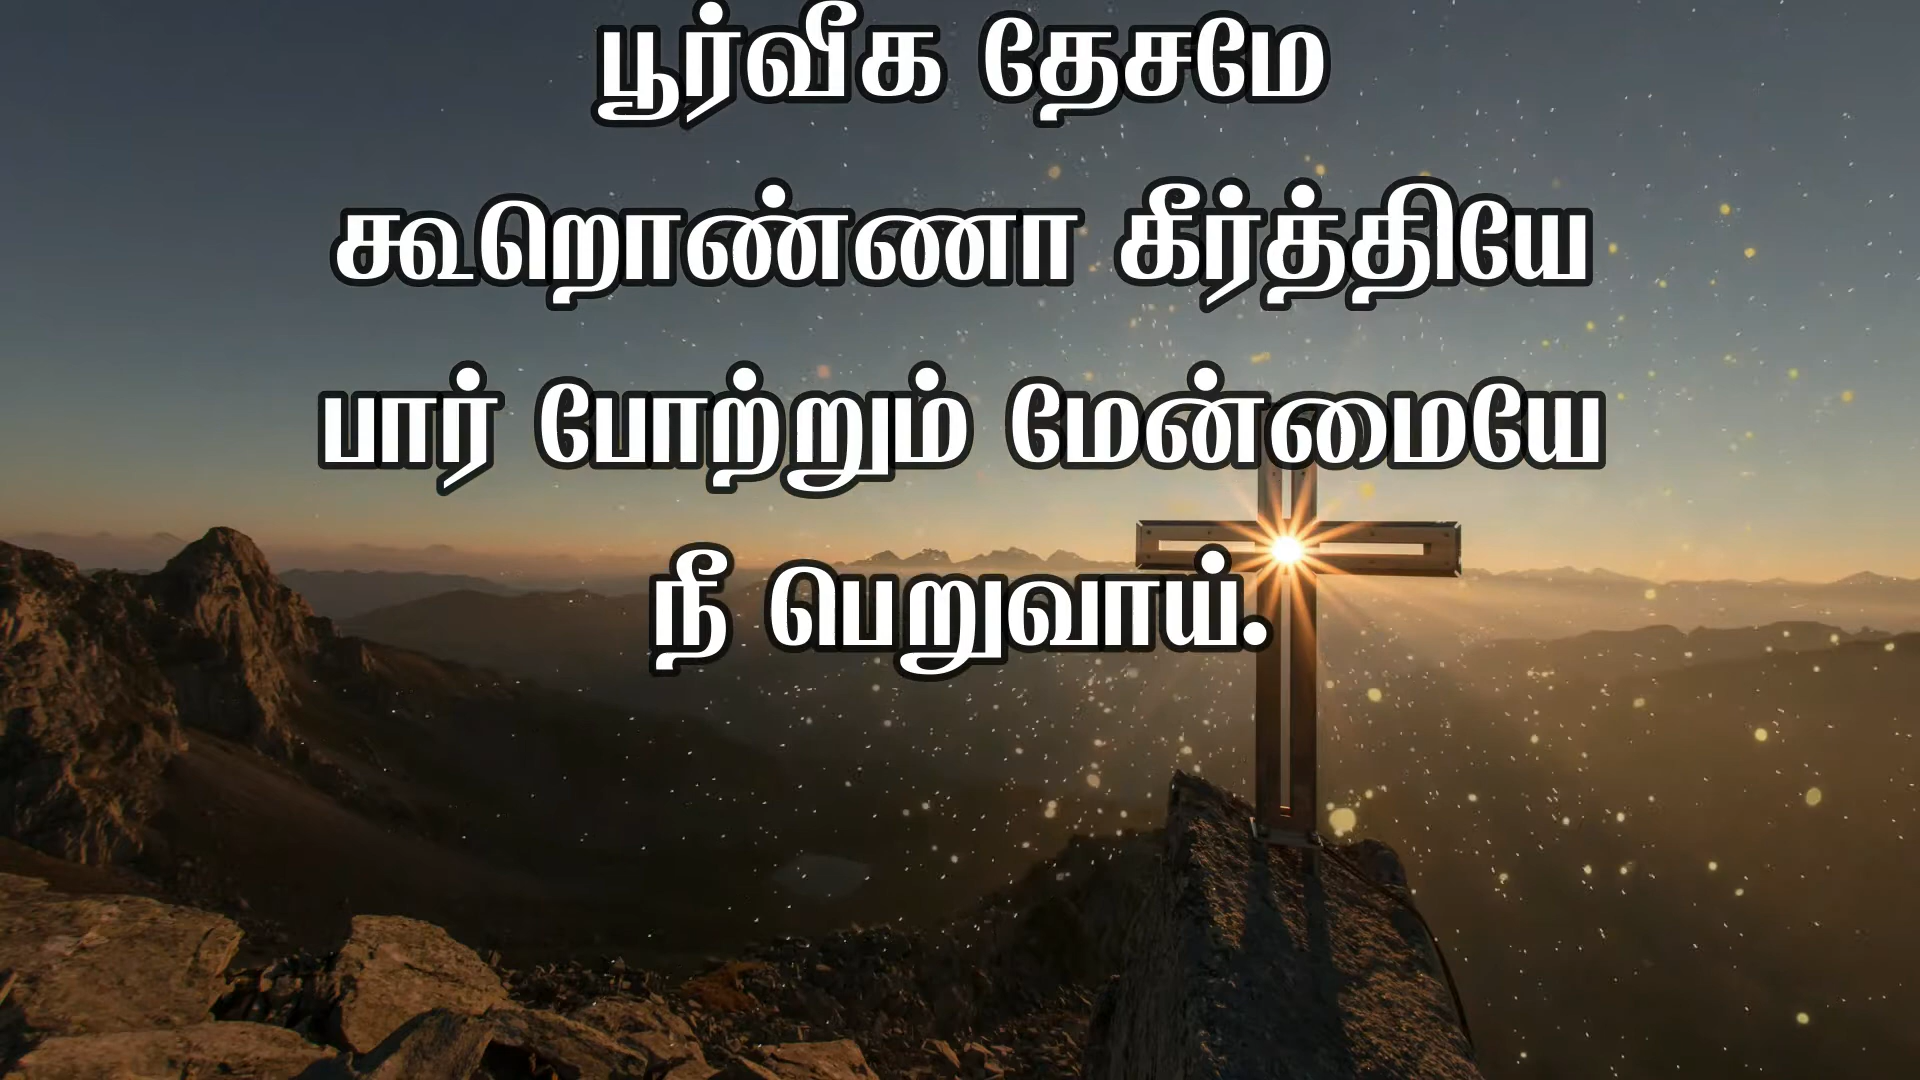 பூர்வீக தேசமே
கூறொண்ணா கீர்த்தியே
பார் போற்றும் மேன்மையே
நீ பெறுவாய்.